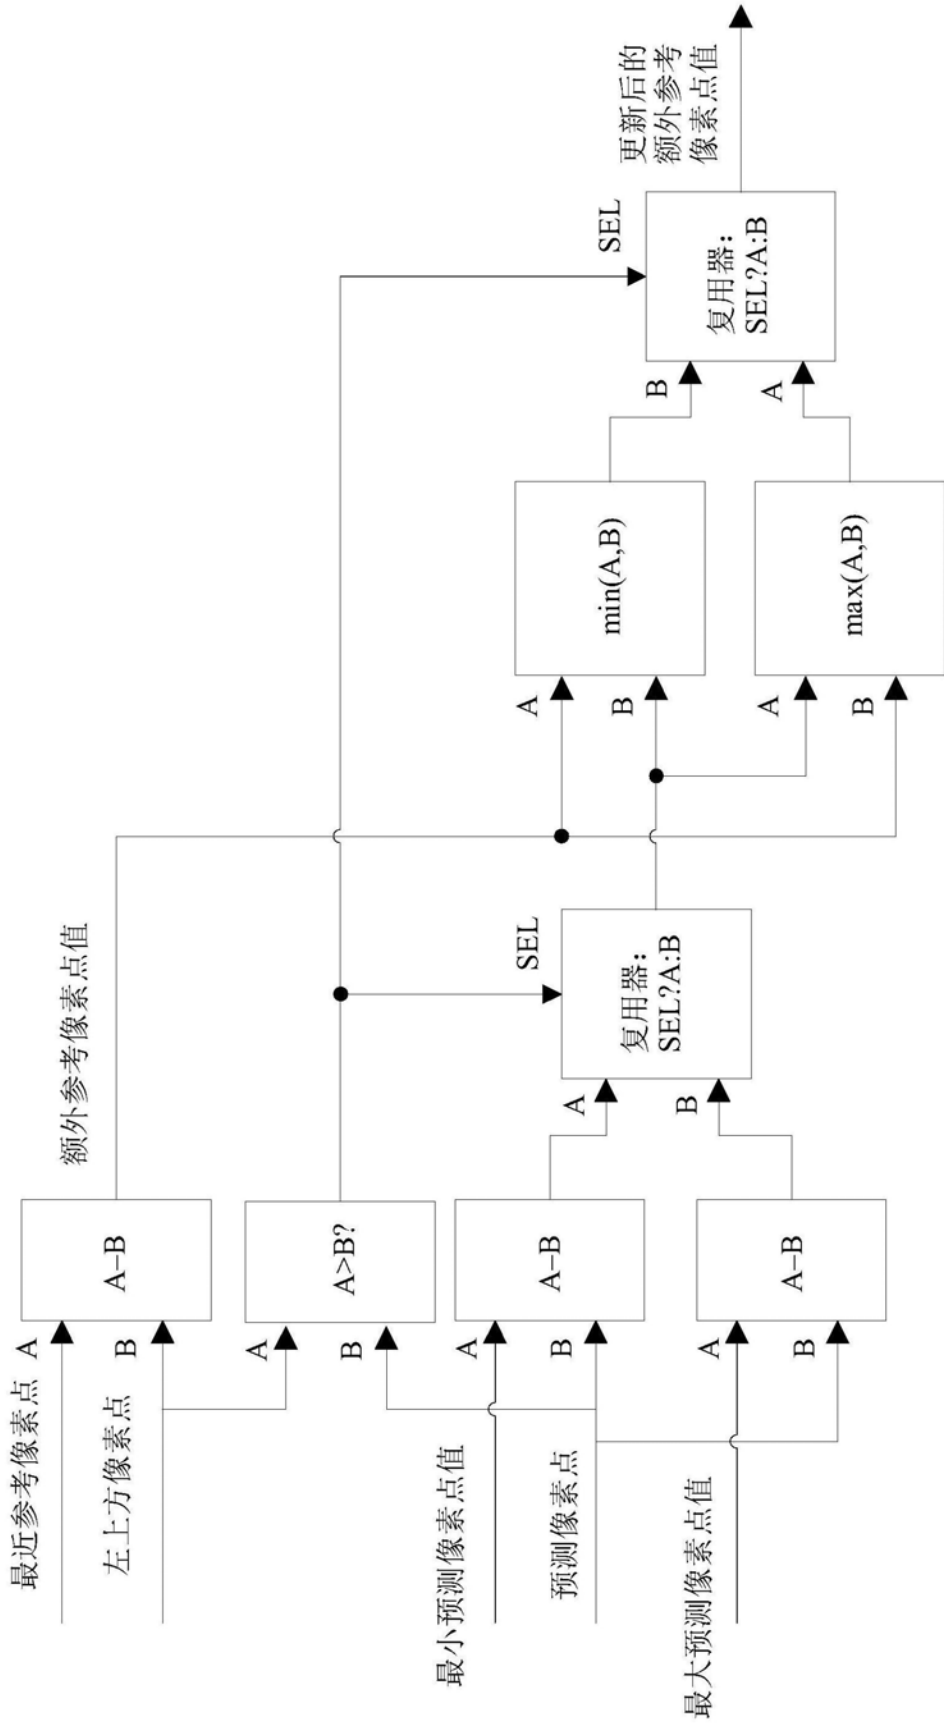 最近参考像素点
A
A−B
额外参考像素点值
左上方像素点
B
A
A>B?
B
最小预测像素点值
A
A−B
预测像素点
B
最大预测像素点值
A
A−B
B
SEL
A
复用器：
SEL?A:B
B
A
min(A,B)
B
A
max(A,B)
B
SEL
B
复用器：
SEL?A:B
A
更新后的
额外参考
像素点值